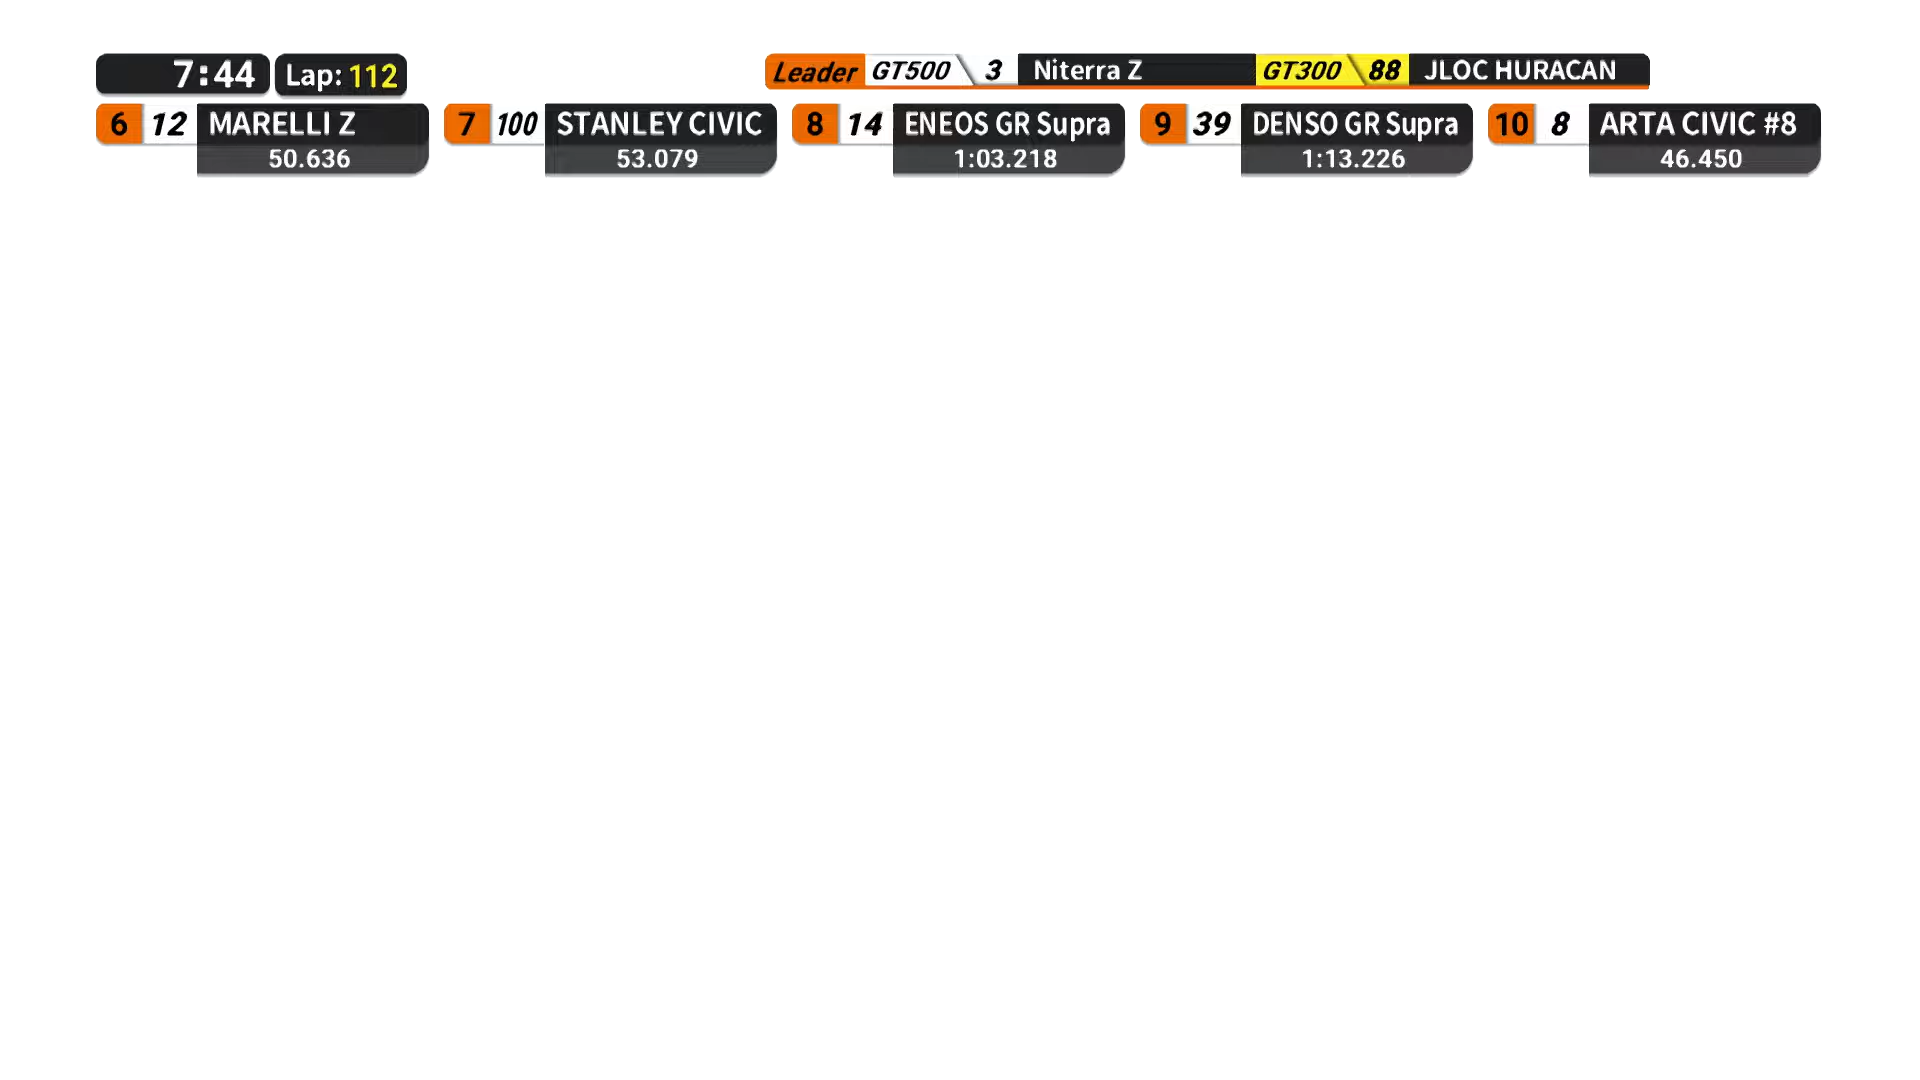 7:44 Lap: 112 Leader GT500 3 Niterra Z GT300 88 JLOC HURACAN
6 12 MARELLI Z 7 100 STANLEY CIVIC 8 14 ENEOS GR Supra 9 39 DENSO GR Supra 10 8 ARTA CIVIC #8
50.636 53.079 1:03.218 1:13.226 46.450